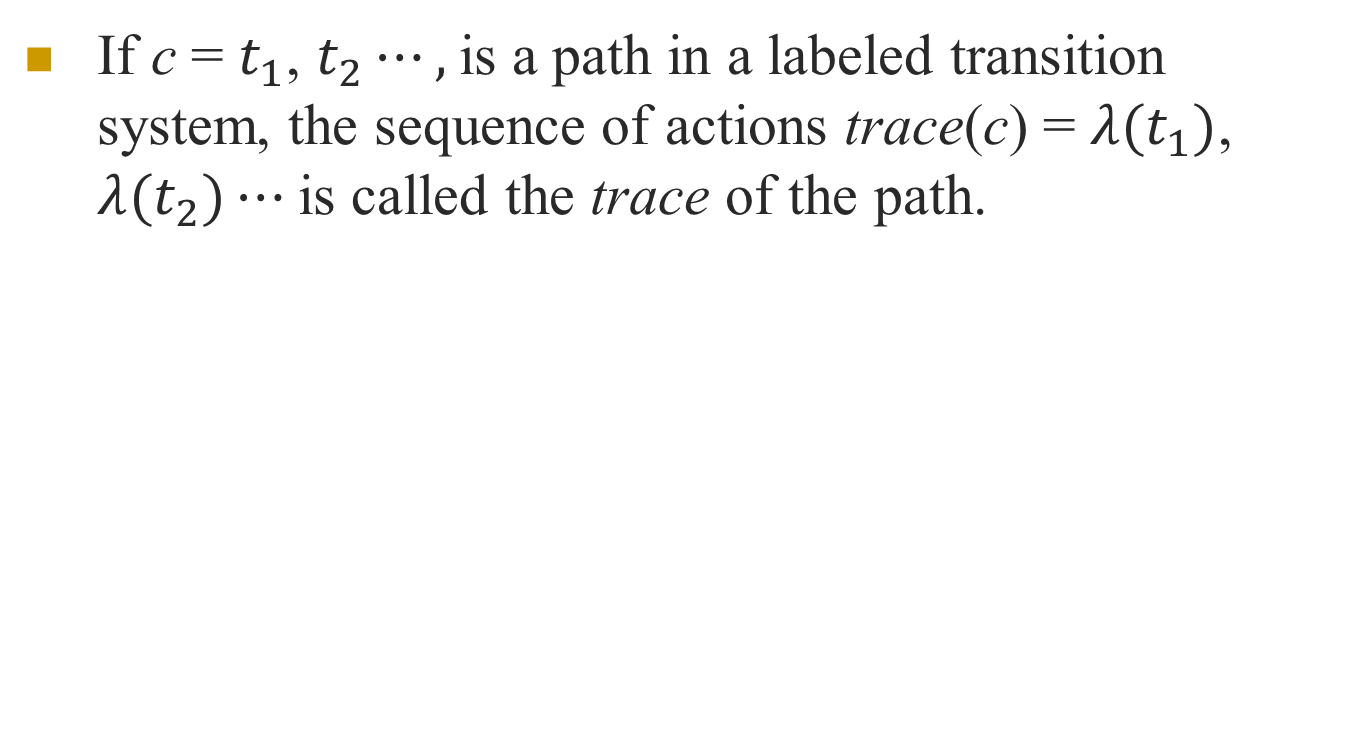 If c = t₁, t₂ ⋯ , is a path in a labeled transition
system, the sequence of actions trace(c) = λ(t₁),
λ(t₂) ⋯ is called the trace of the path.